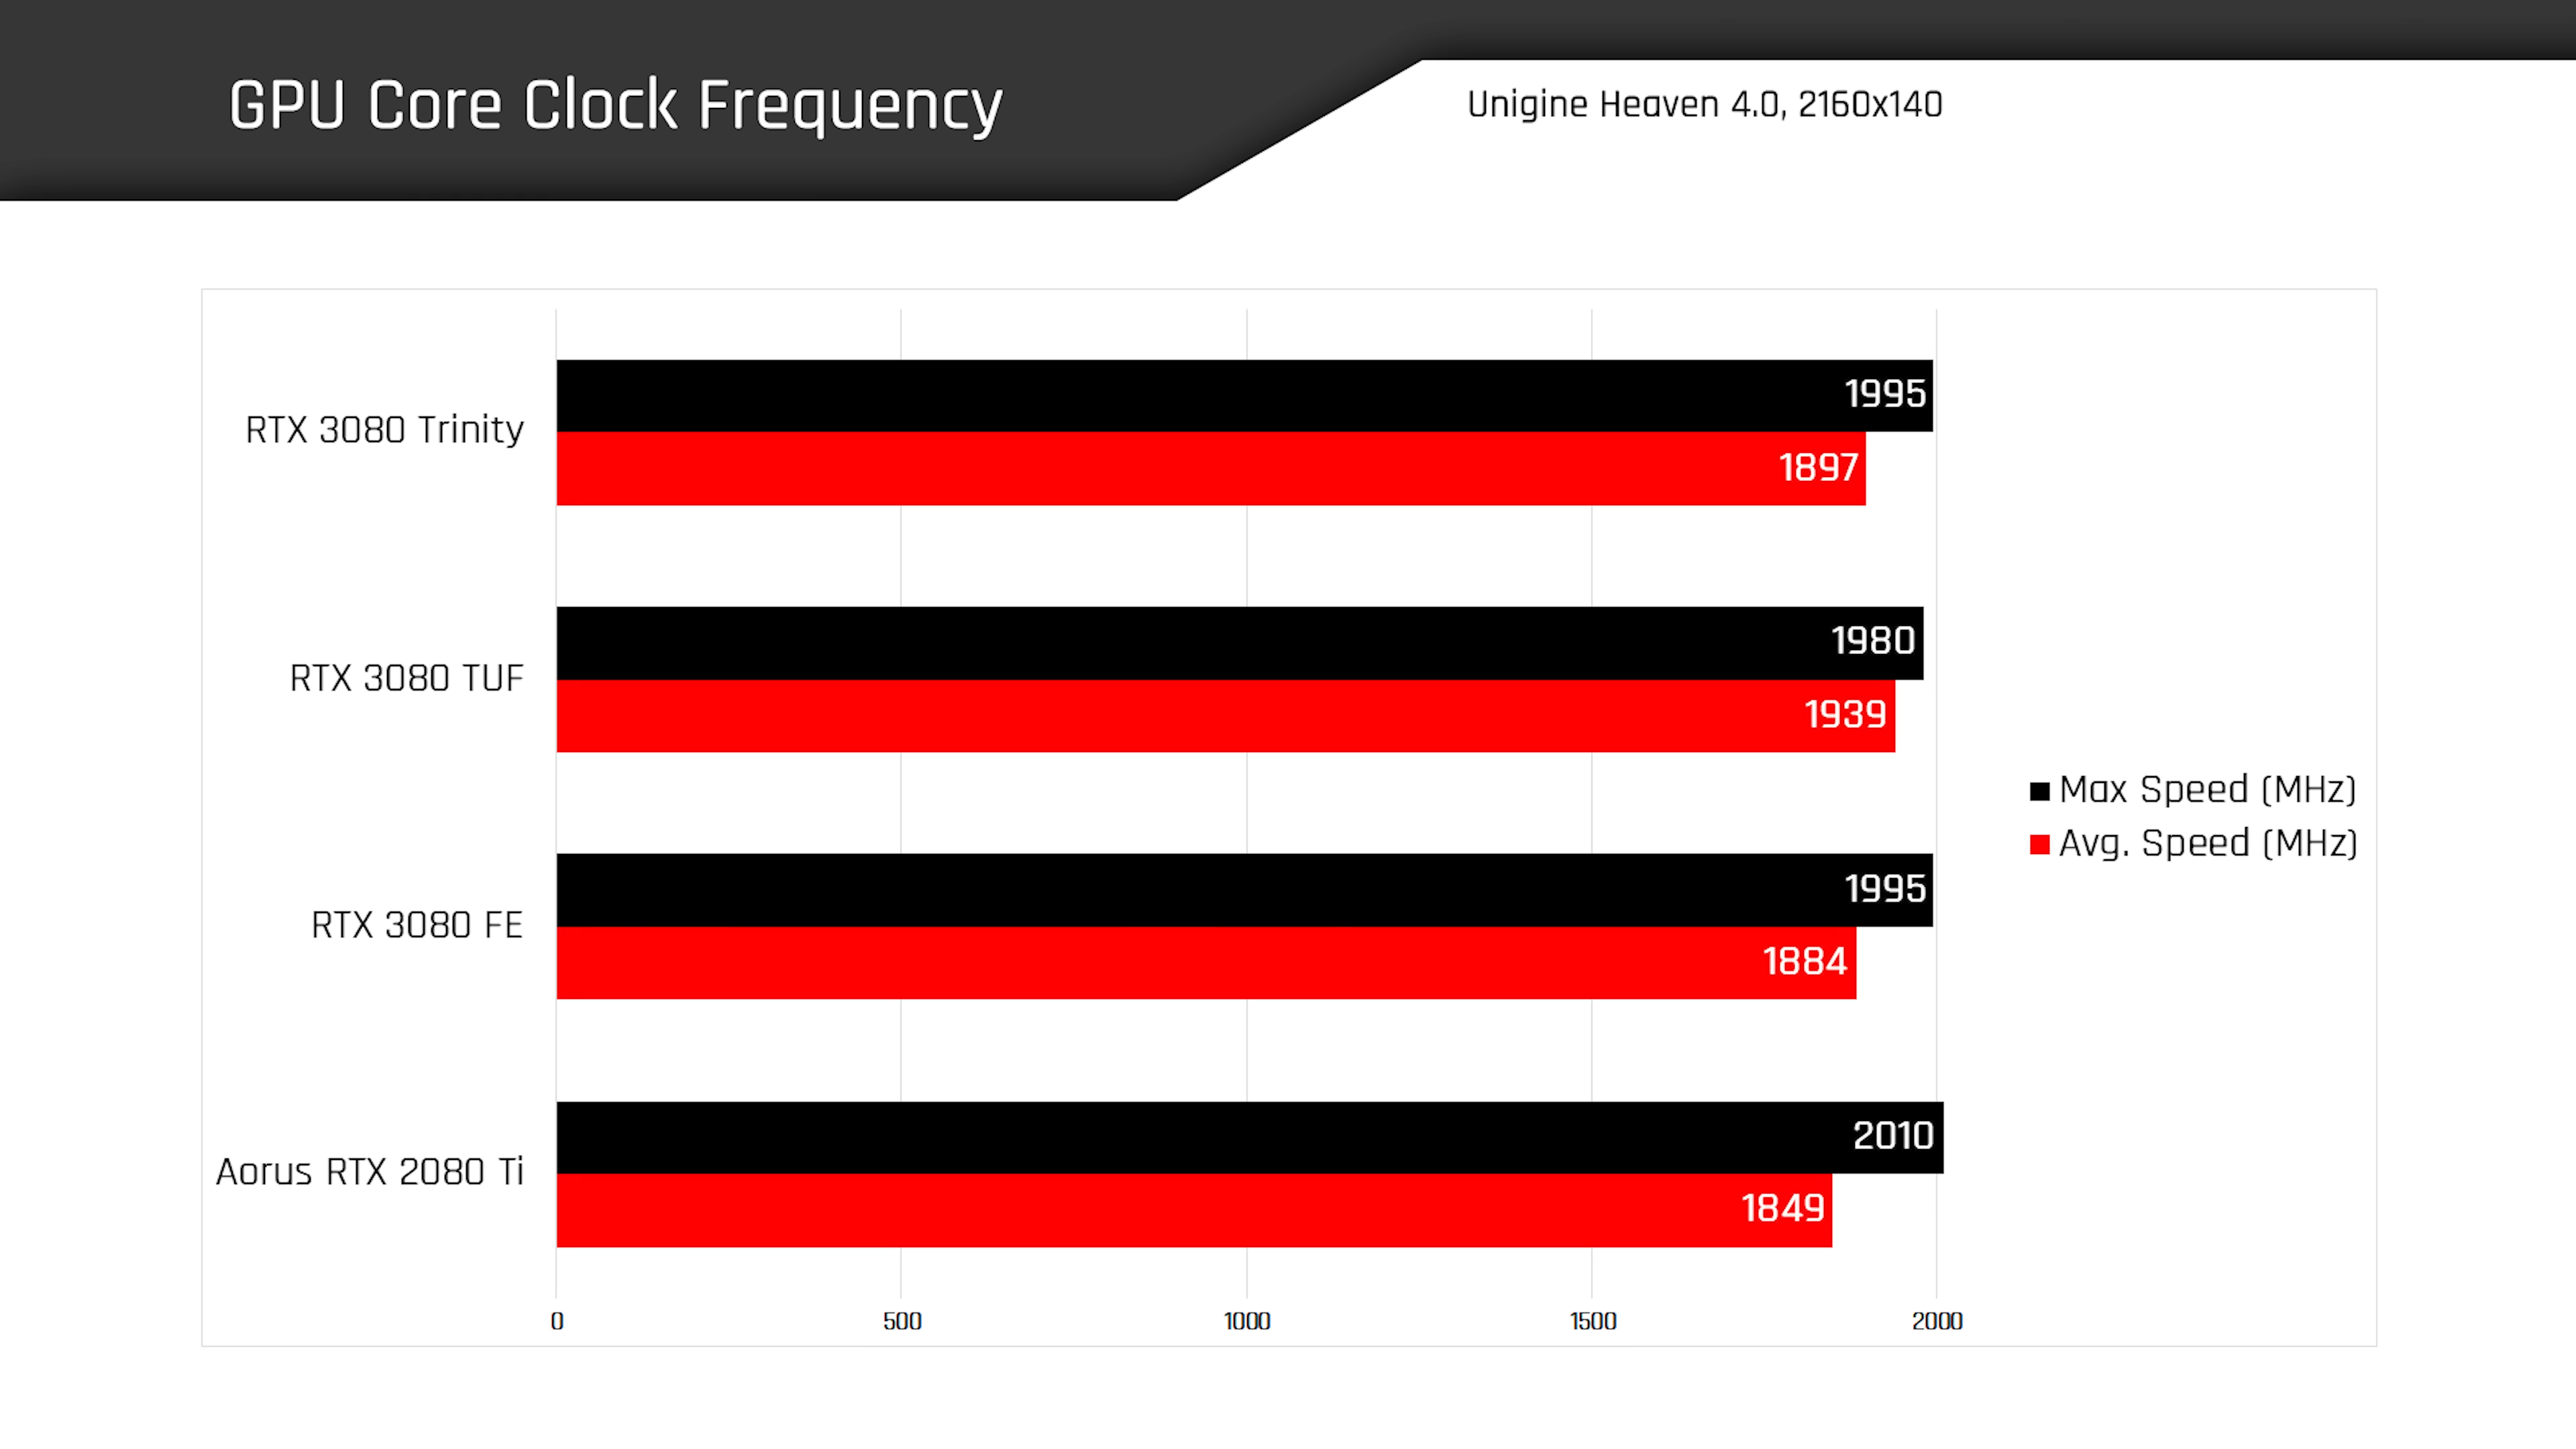 GPU Core Clock Frequency
Unigine Heaven 4.0, 2160x140
RTX 3080 Trinity
1995
1897
RTX 3080 TUF
1980
1939
RTX 3080 FE
1995
1884
Aorus RTX 2080 Ti
2010
1849
Max Speed (MHz)
Avg. Speed (MHz)
0 500 1000 1500 2000